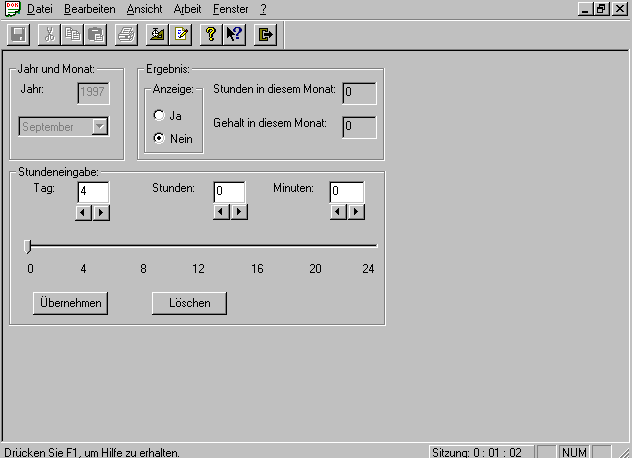 DOK Datei Bearbeiten Ansicht Arbeit Fenster ?
Jahr und Monat:
Jahr: 1997
September
Ergebnis:
Anzeige:
Ja
Nein
Stunden in diesem Monat: 0
Gehalt in diesem Monat: 0
Stundeneingabe:
Tag: 4 Stunden: 0 Minuten: 0
0 4 8 12 16 20 24
Übernehmen Löschen
Drücken Sie F1, um Hilfe zu erhalten. Sitzung: 0 : 01 : 02 NUM